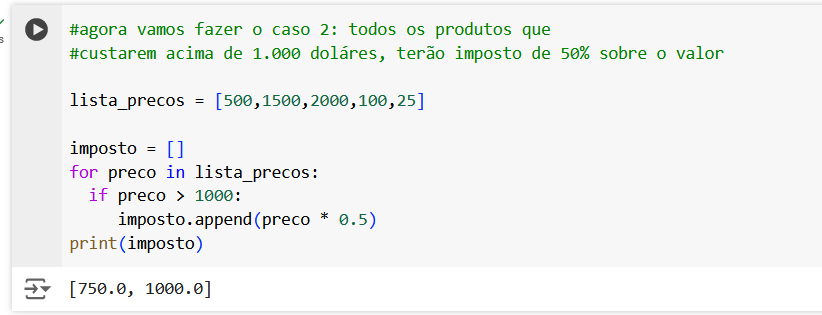 s
#agora vamos fazer o caso 2: todos os produtos que
#custarem acima de 1.000 doláres, terão imposto de 50% sobre o valor
lista_precos = [500,1500,2000,100,25]
imposto = []
for preco in lista_precos:
  if preco > 1000:
     imposto.append(preco * 0.5)
print(imposto)
[750.0, 1000.0]